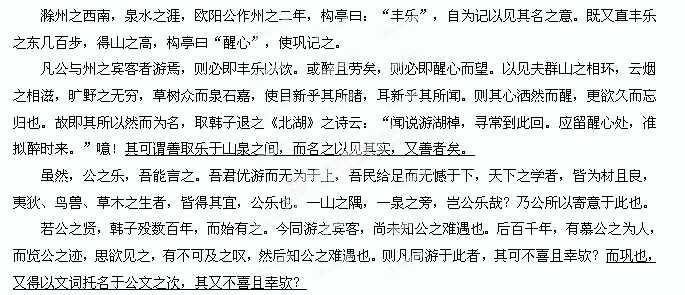 滁州之西南，泉水之涯，欧阳公作州之二年，构亭曰：“丰乐”，自为记以见其名之意。既又直丰乐
之东几百步，得山之高，构亭曰“醒心”，使巩记之。
凡公与州之宾客者游焉，则必即丰乐以饮。或醉且劳矣，则必即醒心而望。以见夫群山之相环，云烟
之相滋，旷野之无穷，草树众而泉石嘉，使目新乎其所睹，耳新乎其所闻。则其心洒然而醒，更欲久而忘
归也。故即其所以然而为名，取韩子退之《北湖》之诗云：“闻说游湖棹，寻常到此回。应留醒心处，准
拟醉时来。”噫！其可谓善取乐于山泉之间，而名之以见其实，又善者矣。
虽然，公之乐，吾能言之。吾君优游而无为于上，吾民给足而无憾于下，天下之学者，皆为材且良，
夷狄、鸟兽、草木之生者，皆得其宜，公乐也。一山之隅，一泉之旁，岂公乐哉？乃公所以寄意于此也。
若公之贤，韩子殁数百年，而始有之。今同游之宾客，尚未知公之难遇也。后百千年，有慕公之为人，
而览公之迹，思欲见之，有不可及之叹，然后知公之难遇也。则凡同游于此者，其可不喜且幸欤？而巩也，
又得以文词托名于公文之次，其又不喜且幸欤？